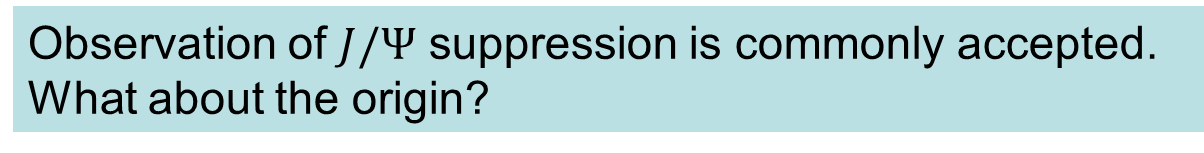 Observation of J/Ψ suppression is commonly accepted.
What about the origin?